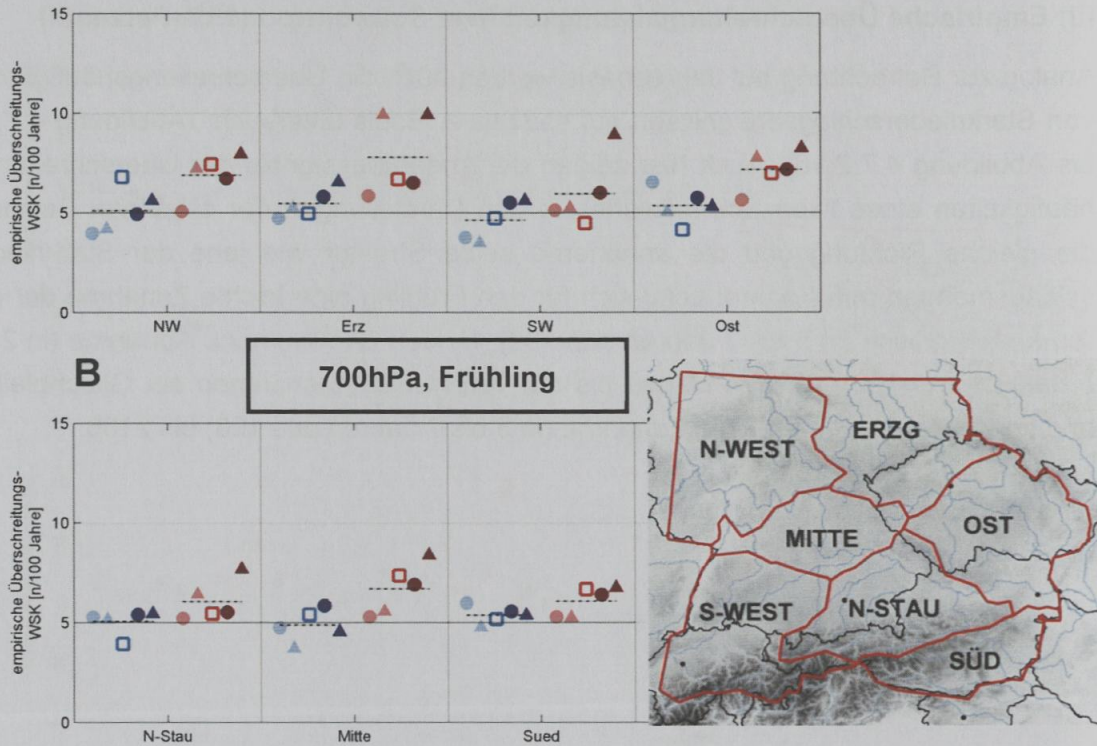 15
10
5
0
empirische Überschreitungs-
WSK [n/100 Jahre]
NW
Erz
SW
Ost
B
700hPa, Frühling
15
10
5
0
empirische Überschreitungs-
WSK [n/100 Jahre]
N-Stau
Mitte
Sued
N-WEST
ERZG
MITTE
OST
S-WEST
N-STAU
SÜD